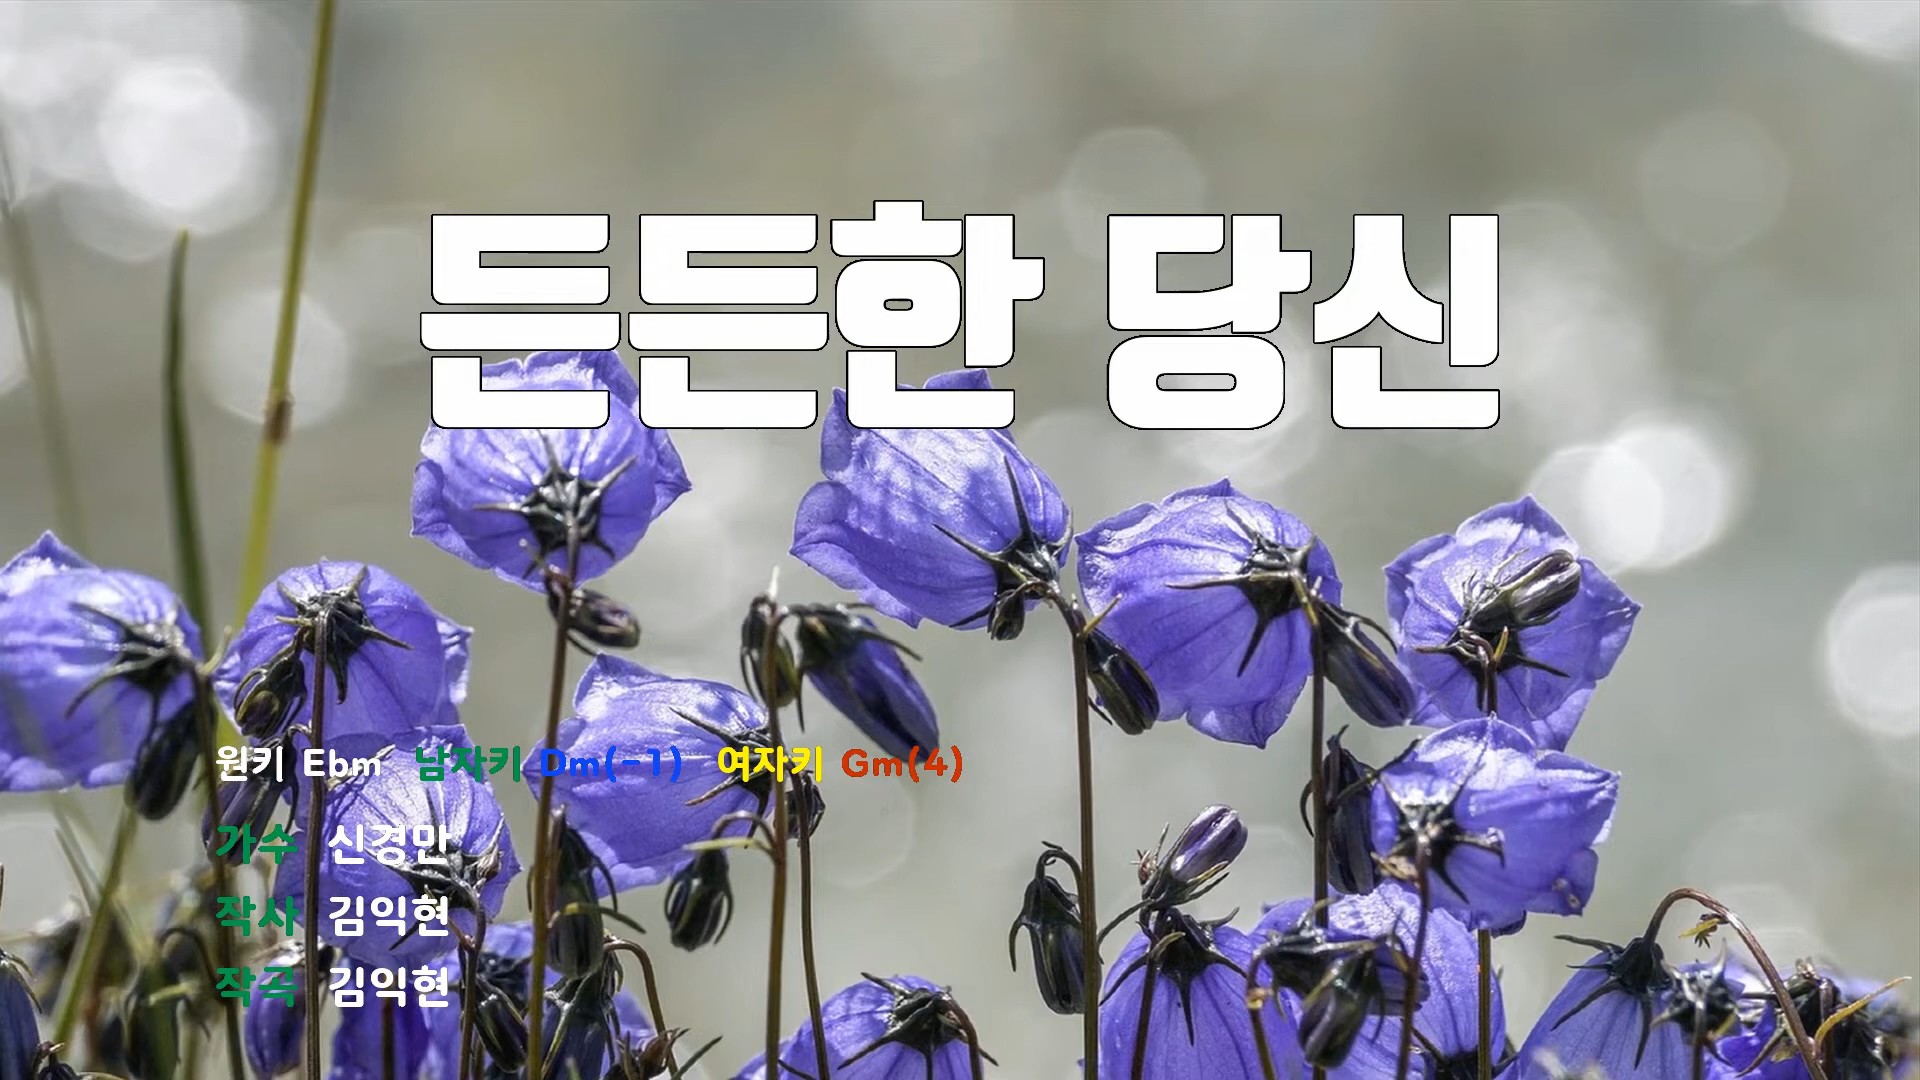 든든한 당신
원키 Ebm 남자키 Dm(-1) 여자키 Gm(4)
가수 신경만
작사 김익현
작곡 김익현